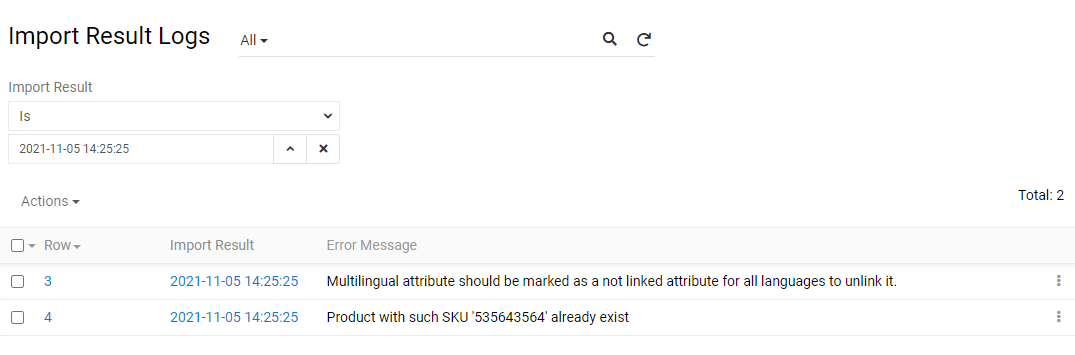 Import Result Logs
All
Import Result
Is
2021-11-05 14:25:25
Actions
Total: 2
Row Import Result Error Message
3 2021-11-05 14:25:25 Multilingual attribute should be marked as a not linked attribute for all languages to unlink it.
4 2021-11-05 14:25:25 Product with such SKU '535643564' already exist